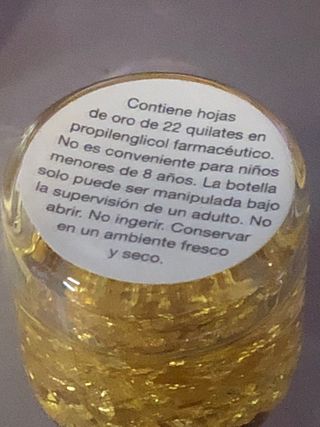 Contiene hojas
de oro de 22 quilates en
propilenglicol farmacéutico.
No es conveniente para niños
menores de 8 años. La botella
solo puede ser manipulada bajo
la supervisión de un adulto. No
abrir. No ingerir. Conservar
en un ambiente fresco
y seco.